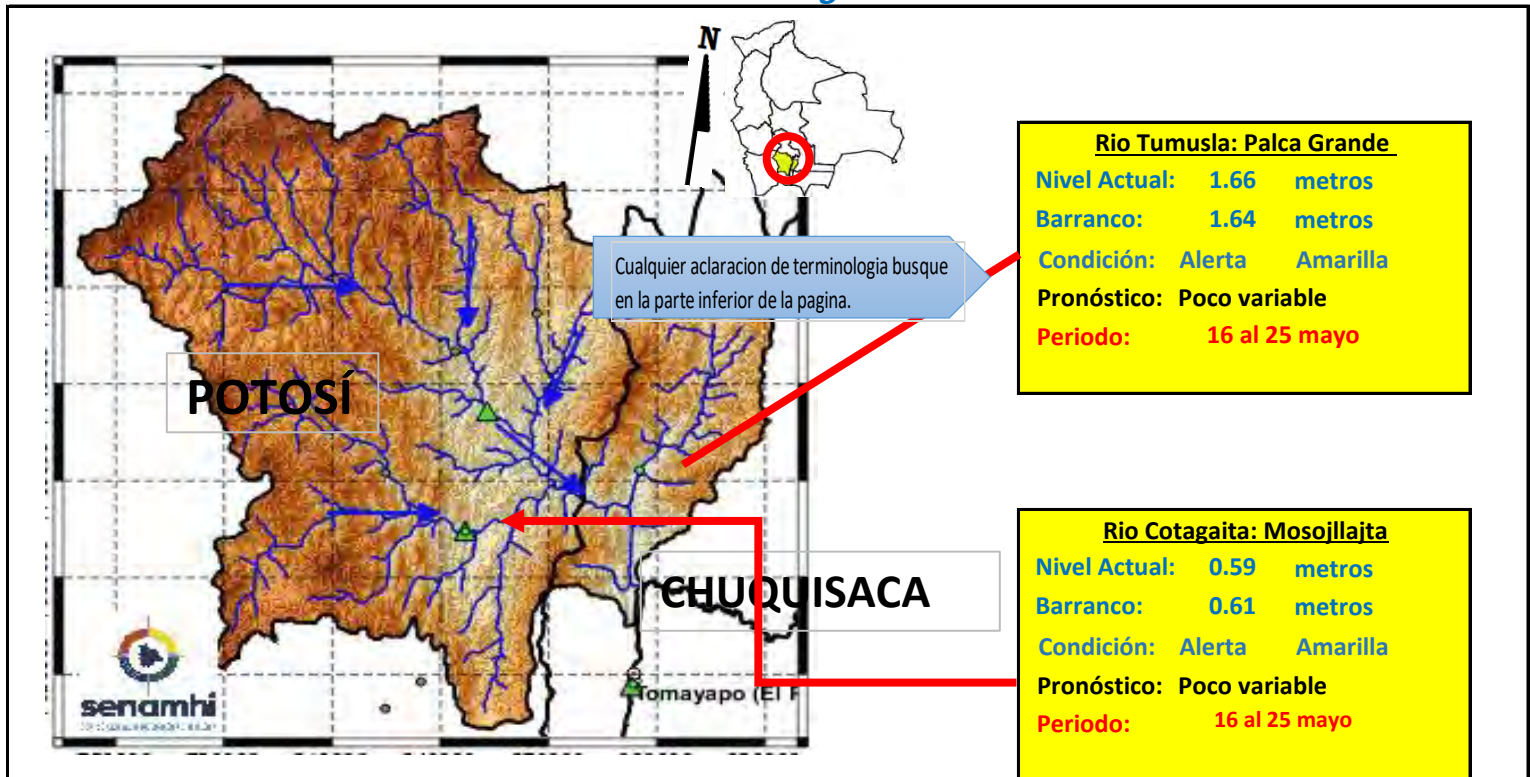 N
Cualquier aclaracion de terminologia busque
en la parte inferior de la pagina.
POTOSÍ
CHUQUISACA
Tomayapo (El
senamhi
Rio Tumusla: Palca Grande
Nivel Actual: 1.66 metros
Barranco: 1.64 metros
Condición: Alerta Amarilla
Pronóstico: Poco variable
Periodo: 16 al 25 mayo
Rio Cotagaita: Mosojllajta
Nivel Actual: 0.59 metros
Barranco: 0.61 metros
Condición: Alerta Amarilla
Pronóstico: Poco variable
Periodo: 16 al 25 mayo